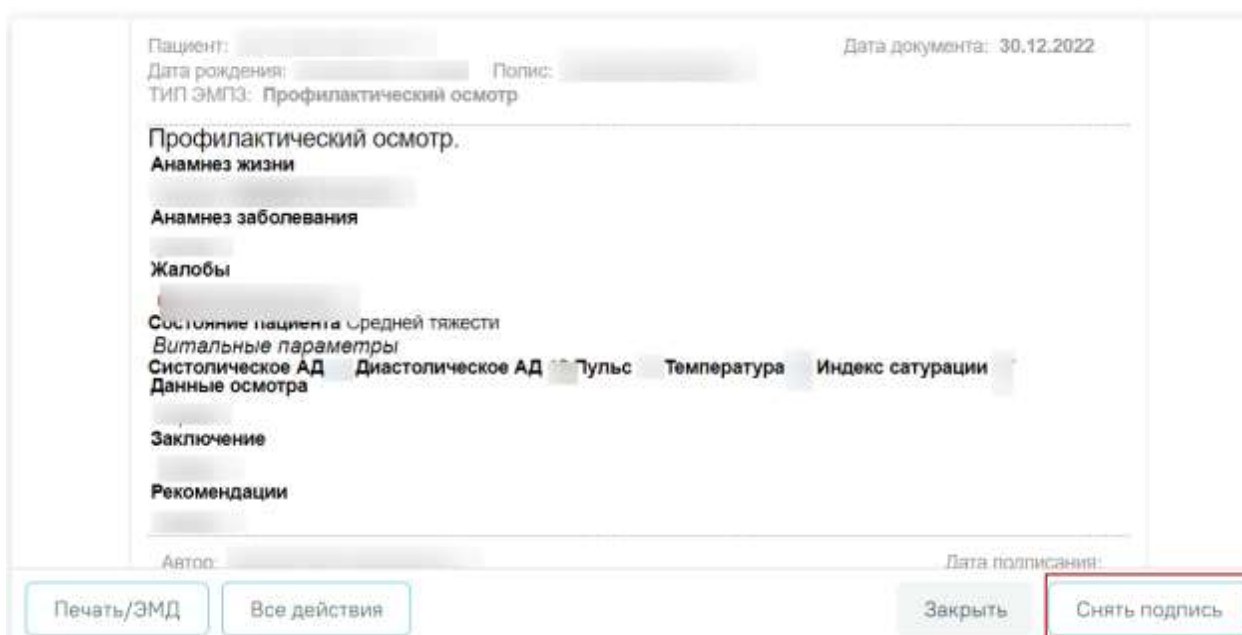 Пациент: Дата документа: 30.12.2022
Дата рождения: Полис:
ТИП ЭМПЗ: Профилактический осмотр
Профилактический осмотр.
Анамнез жизни
Анамнез заболевания
Жалобы
Состояние пациента Средней тяжести
Витальные параметры
Систолическое АД Диастолическое АД Пульс Температура Индекс сатурации
Данные осмотра
Заключение
Рекомендации
Автор: Дата подписания:
Печать/ЭМД Все действия Закрыть Снять подпись